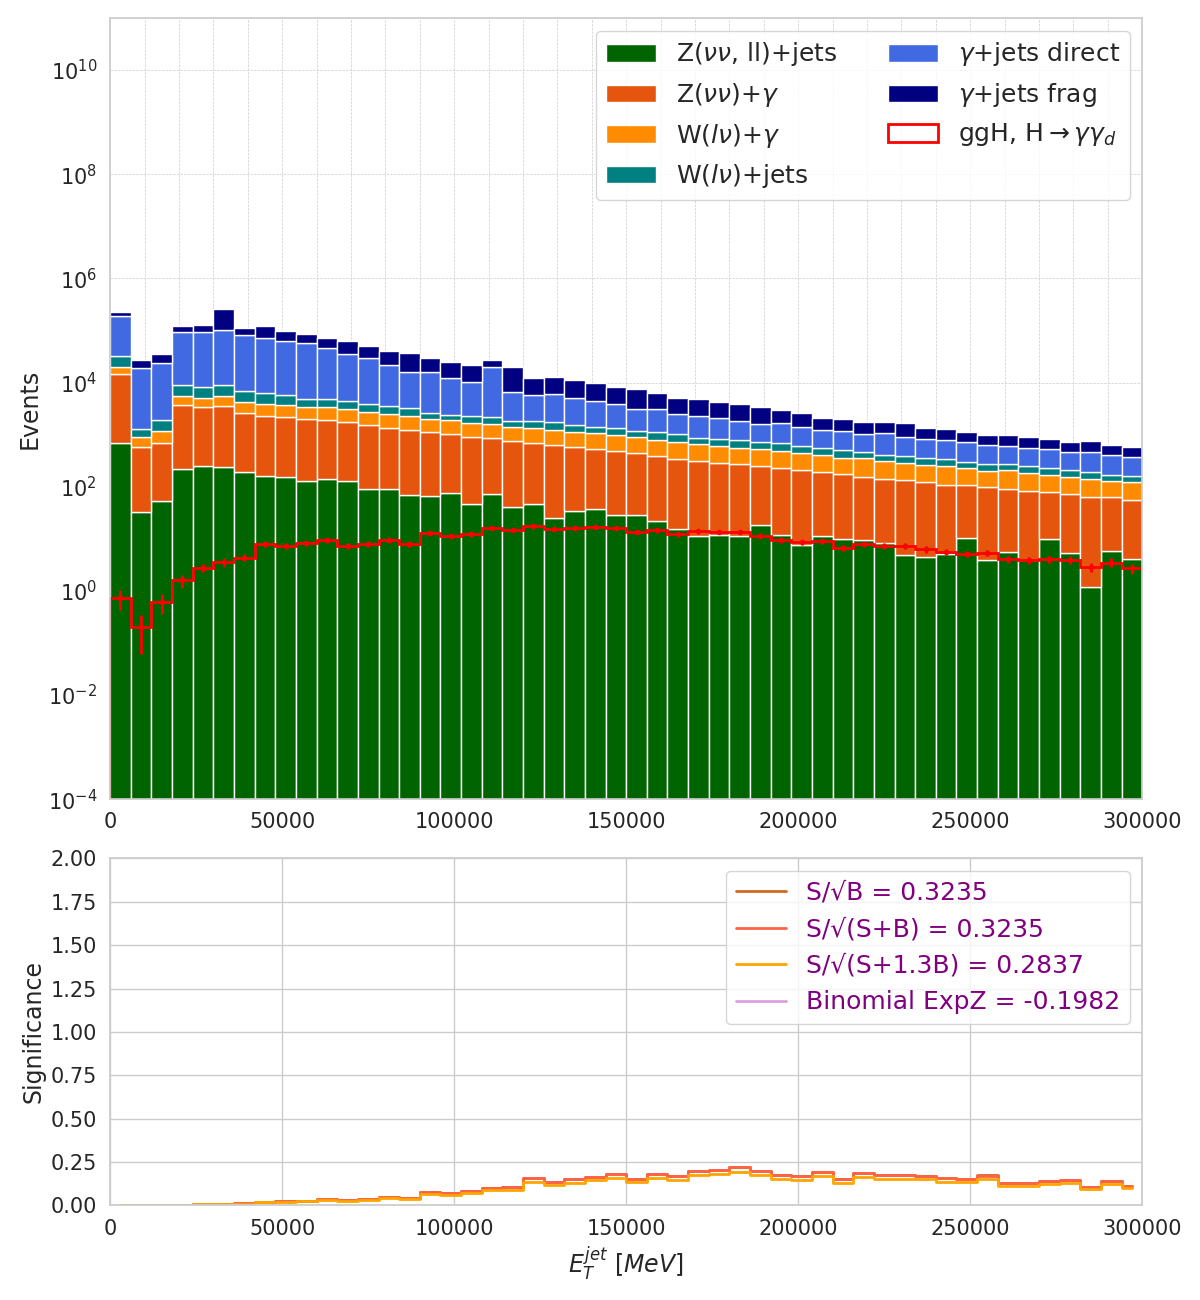 Z(νν, ll)+jets
Z(νν)+γ
W(lν)+γ
W(lν)+jets
γ+jets direct
γ+jets frag
ggH, H→γγ_d
Events
10^10
10^8
10^6
10^4
10^2
10^0
10^−2
10^−4
0 50000 100000 150000 200000 250000 300000
S/√B = 0.3235
S/√(S+B) = 0.3235
S/√(S+1.3B) = 0.2837
Binomial ExpZ = -0.1982
Significance
2.00
1.75
1.50
1.25
1.00
0.75
0.50
0.25
0.00
0 50000 100000 150000 200000 250000 300000
E_T^jet [MeV]